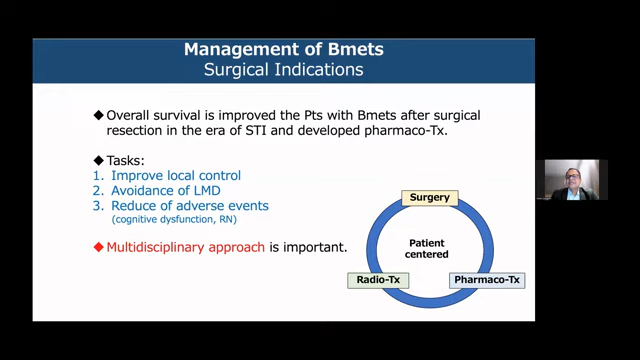 Management of Bmets
Surgical Indications
◆Overall survival is improved the Pts with Bmets after surgical
resection in the era of STI and developed pharmaco-Tx.
◆Tasks:
1. Improve local control
2. Avoidance of LMD
3. Reduce of adverse events
(cognitive dysfunction, RN)
◆Multidisciplinary approach is important.
Surgery
Patient
centered
Radio-Tx
Pharmaco-Tx